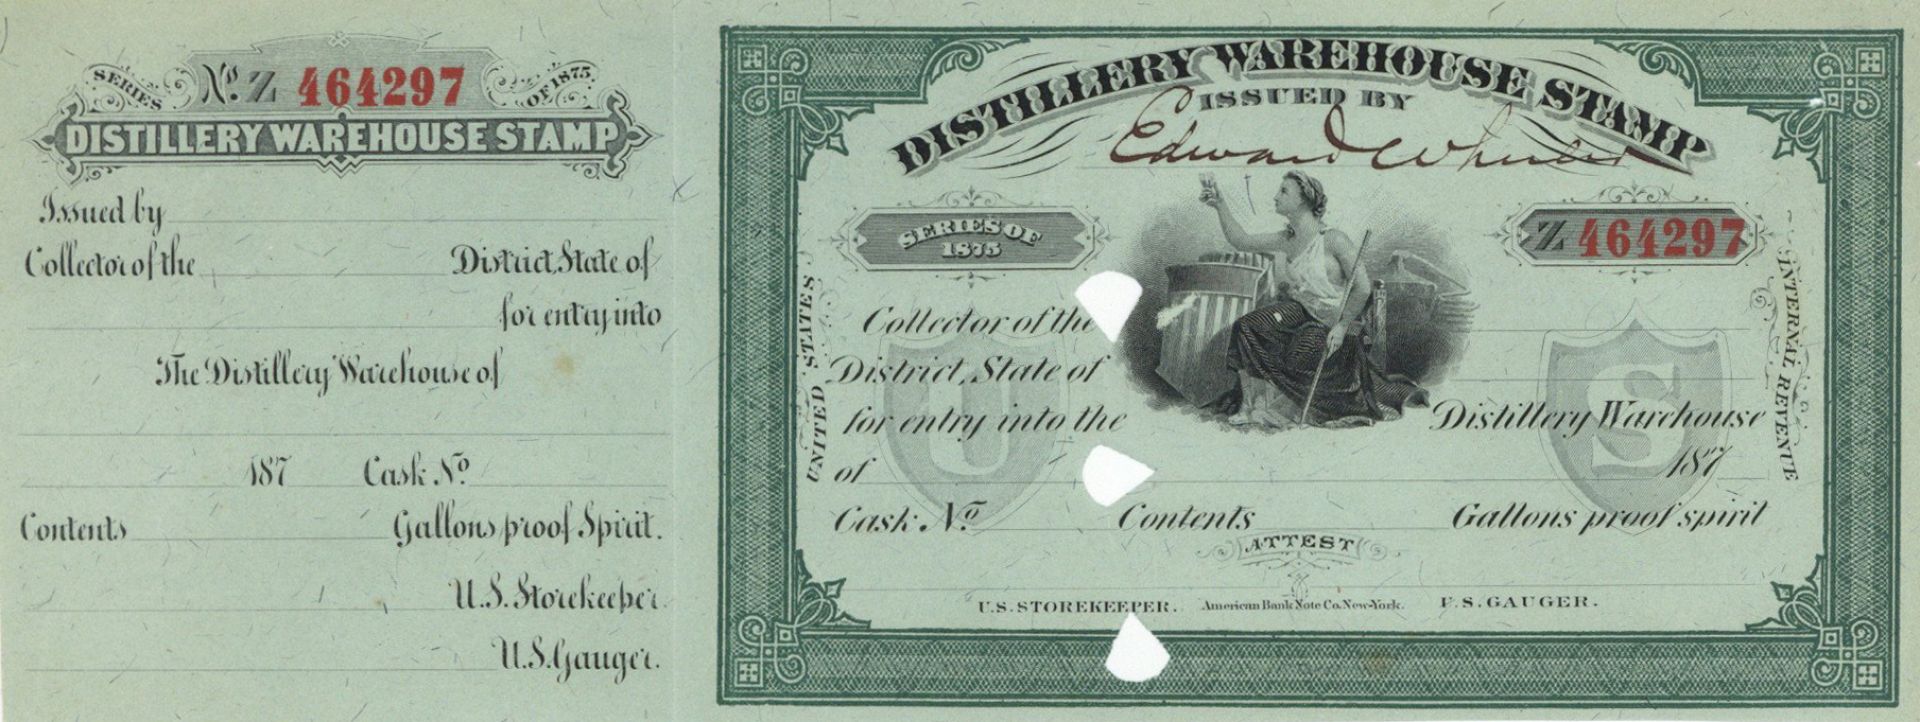 SERIES No. Z 464297 OF 1875.
DISTILLERY WAREHOUSE STAMP
Issued by
Collector of the District, State of
for entry into
The Distillery Warehouse of
187 Cask No.
Contents Gallons proof Spirit.
U.S. Storekeeper.
U.S. Gauger.
DISTILLERY WAREHOUSE STAMP
ISSUED BY
Edward
SERIES OF
1875
Z 464297
UNITED STATES
INTERNAL REVENUE
Collector of the
District, State of
for entry into the Distillery Warehouse
of 187
Cask No. Contents Gallons proof spirit
U S
ATTEST
U.S. STOREKEEPER. American Bank Note Co. New-York. U.S. GAUGER.